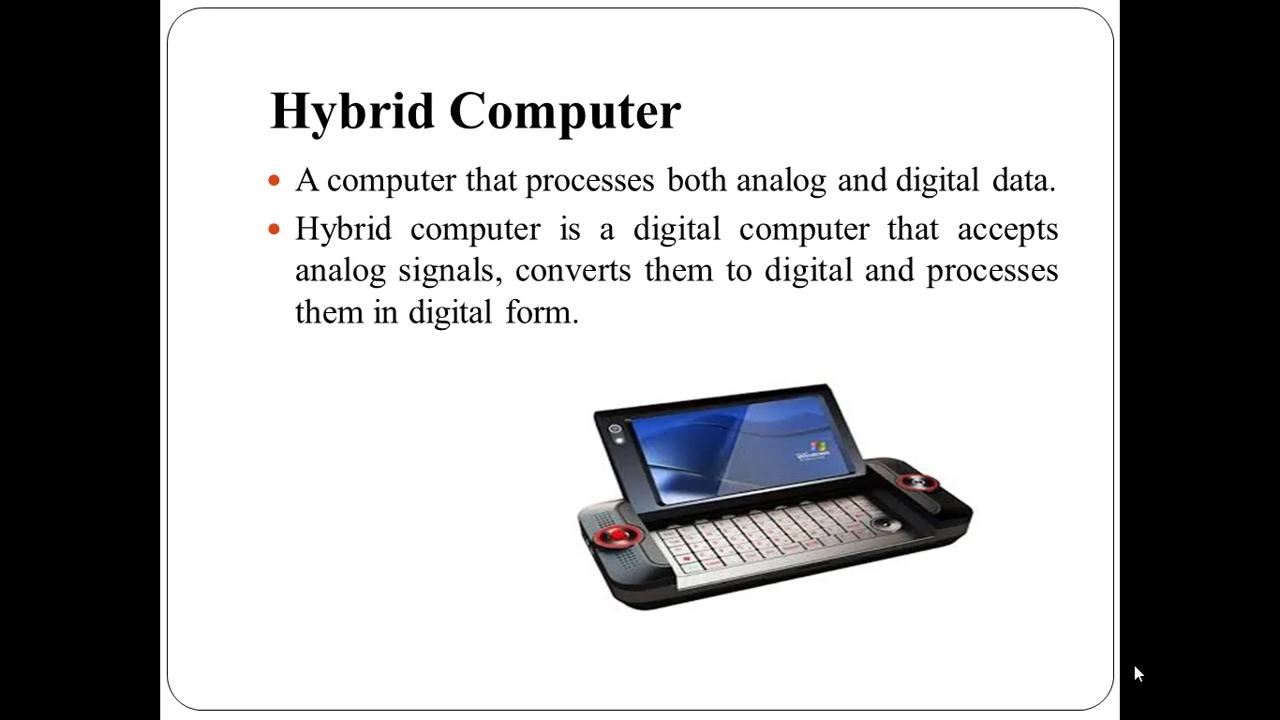 Hybrid Computer
• A computer that processes both analog and digital data.
• Hybrid computer is a digital computer that accepts
analog signals, converts them to digital and processes
them in digital form.